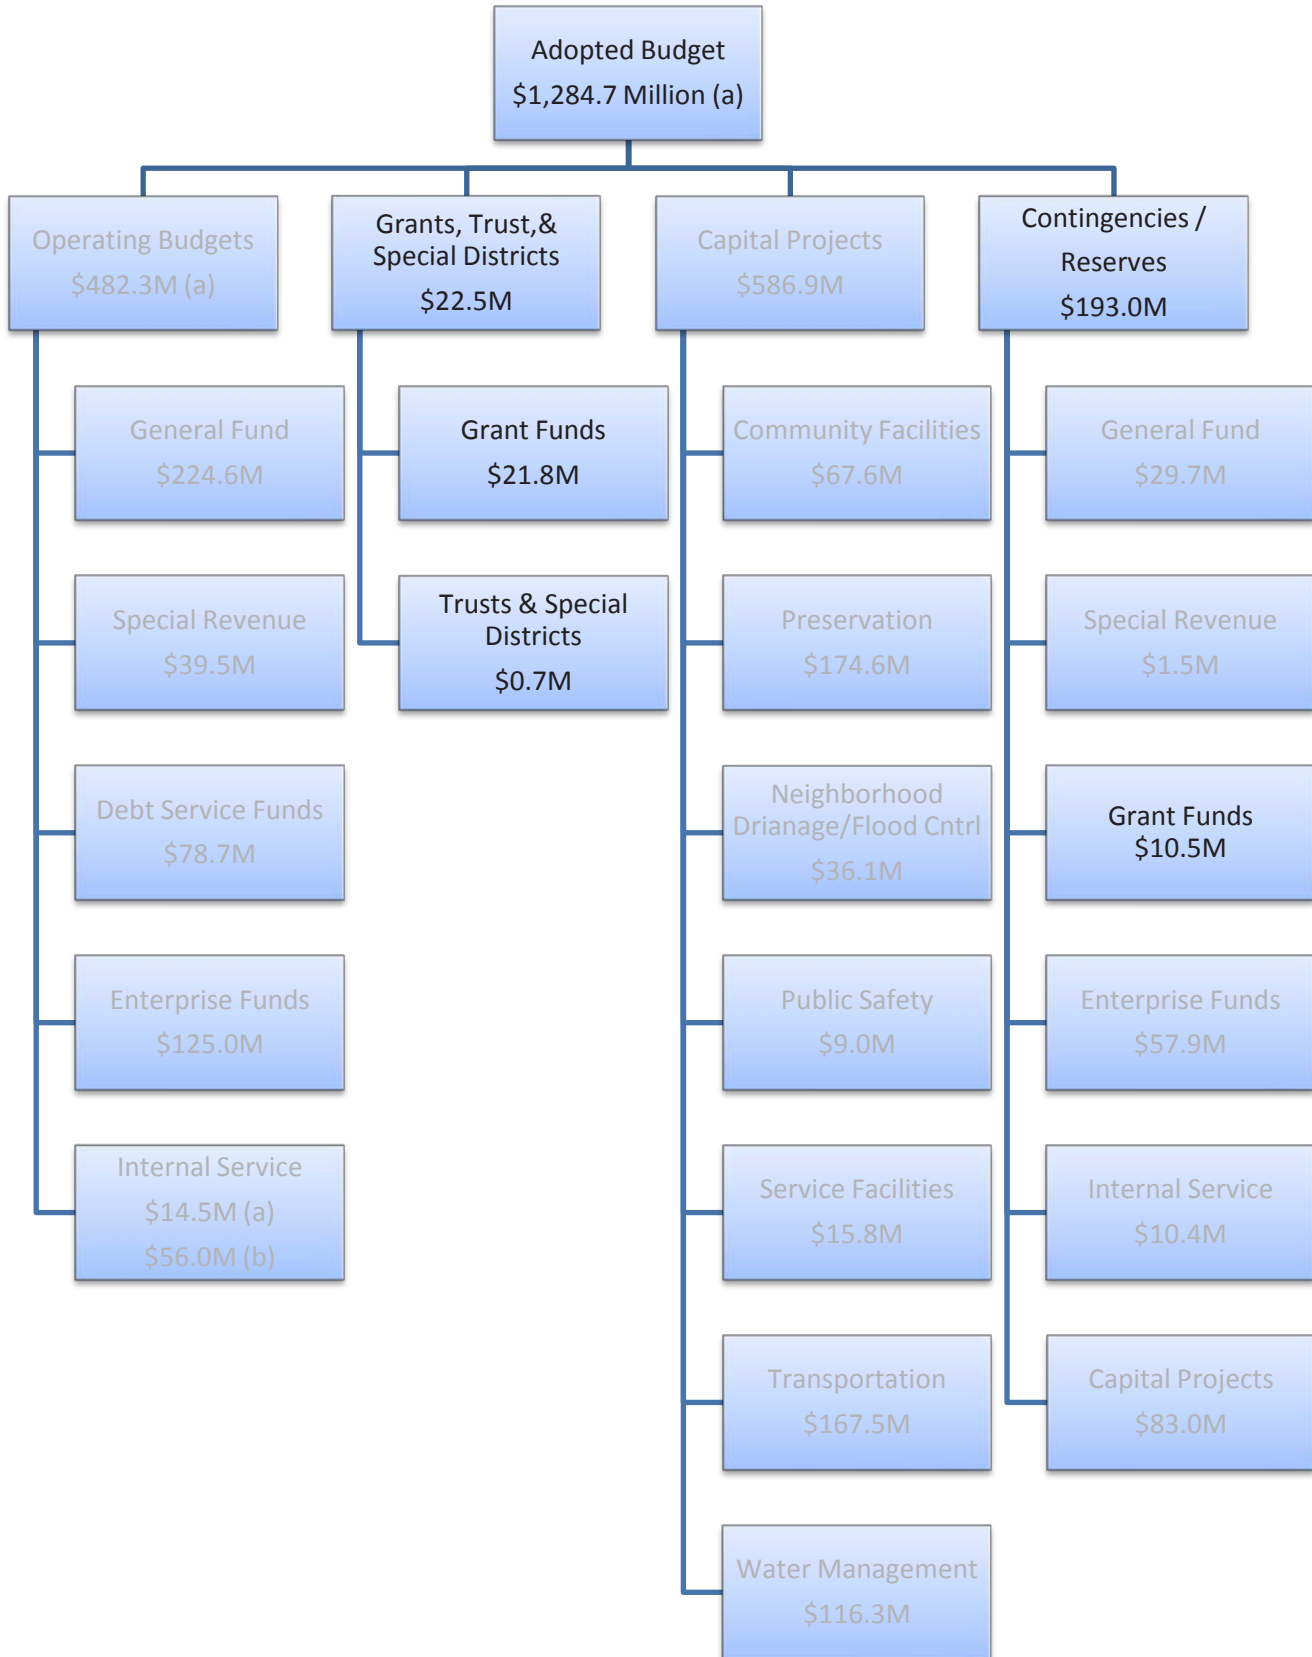 Adopted Budget
$1,284.7 Million (a)
Operating Budgets
$482.3M (a)
General Fund
$224.6M
Special Revenue
$39.5M
Debt Service Funds
$78.7M
Enterprise Funds
$125.0M
Internal Service
$14.5M (a)
$56.0M (b)
Grants, Trust,&
Special Districts
$22.5M
Grant Funds
$21.8M
Trusts & Special
Districts
$0.7M
Capital Projects
$586.9M
Community Facilities
$67.6M
Preservation
$174.6M
Neighborhood
Drianage/Flood Cntrl
$36.1M
Public Safety
$9.0M
Service Facilities
$15.8M
Transportation
$167.5M
Water Management
$116.3M
Contingencies /
Reserves
$193.0M
General Fund
$29.7M
Special Revenue
$1.5M
Grant Funds
$10.5M
Enterprise Funds
$57.9M
Internal Service
$10.4M
Capital Projects
$83.0M